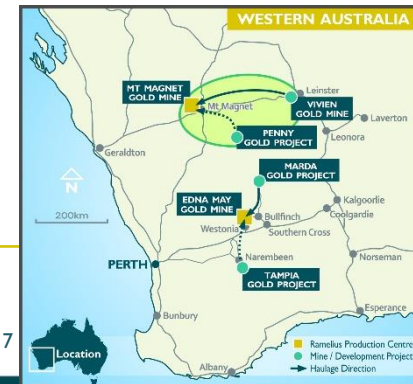 WESTERN AUSTRALIA
MT MAGNET
GOLD MINE
Mt Magnet
Leinster
VIVIEN
GOLD MINE
Laverton
Leonora
PENNY
GOLD PROJECT
Geraldton
MARDA
GOLD PROJECT
N
200km
EDNA MAY
GOLD MINE
Bullfinch
Kalgoorlie
Coolgardie
Westonia
Southern Cross
PERTH
Narembeen
Norseman
TAMPIA
GOLD PROJECT
Bunbury
Esperance
7
Location
Albany
Ramelius Production Centre
Mine / Development Project
Haulage Direction